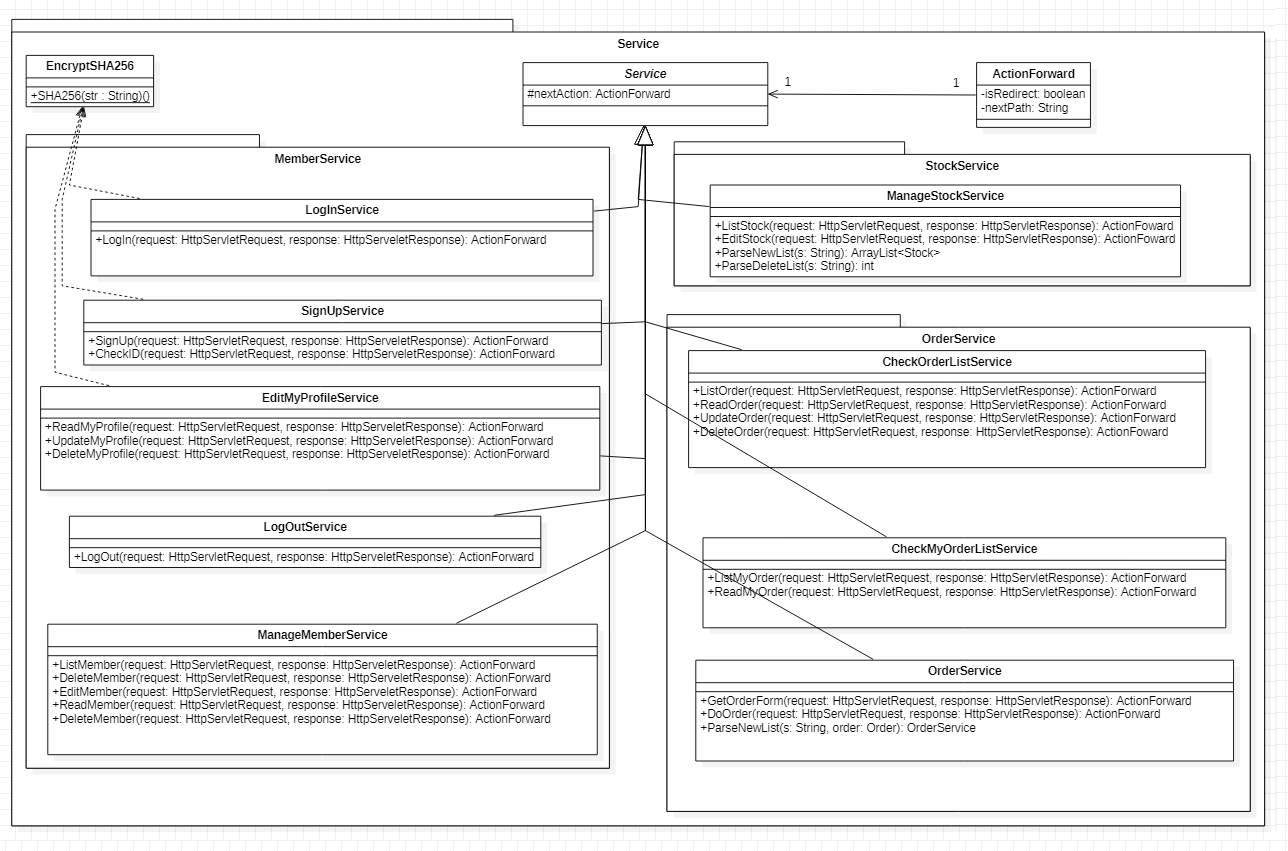 Service
EncryptSHA256
+SHA256(str : String)()
Service
#nextAction: ActionForward
1
1
ActionForward
-isRedirect: boolean
-nextPath: String
MemberService
LogInService
+LogIn(request: HttpServletRequest, response: HttpServeletResponse): ActionForward
SignUpService
+SignUp(request: HttpServletRequest, response: HttpServeletResponse): ActionForward
+CheckID(request: HttpServletRequest, response: HttpServeletResponse): ActionForward
EditMyProfileService
+ReadMyProfile(request: HttpServletRequest, response: HttpServeletResponse): ActionForward
+UpdateMyProfile(request: HttpServletRequest, response: HttpServeletResponse): ActionForward
+DeleteMyProfile(request: HttpServletRequest, response: HttpServeletResponse): ActionForward
LogOutService
+LogOut(request: HttpServletRequest, response: HttpServeletResponse): ActionForward
ManageMemberService
+ListMember(request: HttpServletRequest, response: HttpServeletResponse): ActionForward
+DeleteMember(request: HttpServletRequest, response: HttpServeletResponse): ActionForward
+EditMember(request: HttpServletRequest, response: HttpServeletResponse): ActionForward
+ReadMember(request: HttpServletRequest, response: HttpServeletResponse): ActionForward
+DeleteMember(request: HttpServletRequest, response: HttpServeletResponse): ActionForward
StockService
ManageStockService
+ListStock(request: HttpServletRequest, response: HttpServletResponse): ActionForward
+EditStock(request: HttpServletRequest, response: HttpServletResponse): ActionForward
+ParseNewList(s: String): ArrayList<Stock>
+ParseDeleteList(s: String): int
OrderService
CheckOrderListService
+ListOrder(request: HttpServletRequest, response: HttpServletResponse): ActionForward
+ReadOrder(request: HttpServletRequest, response: HttpServletResponse): ActionForward
+UpdateOrder(request: HttpServletRequest, response: HttpServletResponse): ActionForward
+DeleteOrder(request: HttpServletRequest, response: HttpServletResponse): ActionForward
CheckMyOrderListService
+ListMyOrder(request: HttpServletRequest, response: HttpServletResponse): ActionForward
+ReadMyOrder(request: HttpServletRequest, response: HttpServletResponse): ActionForward
OrderService
+GetOrderForm(request: HttpServletRequest, response: HttpServletResponse): ActionForward
+DoOrder(request: HttpServletRequest, response: HttpServletResponse): ActionForward
+ParseNewList(s: String, order: Order): OrderService